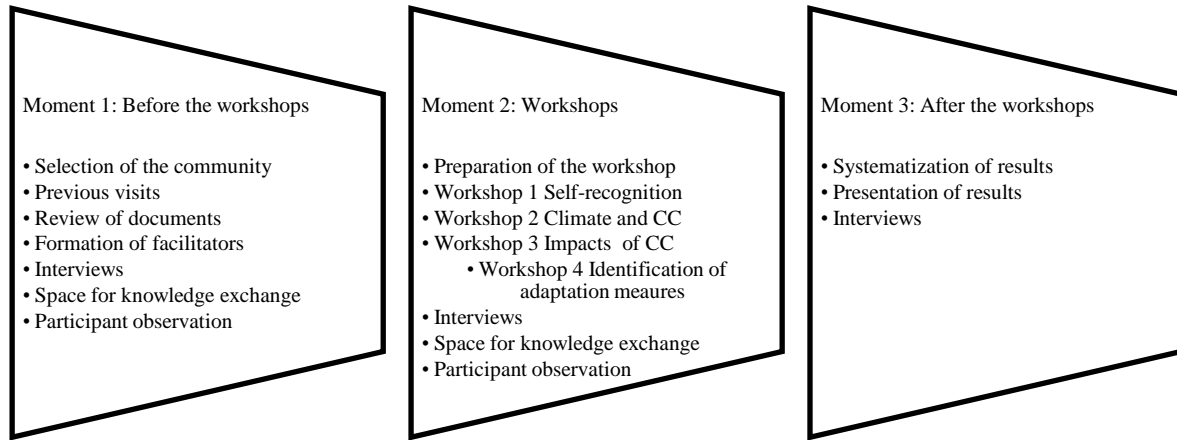 Moment 1: Before the workshops
• Selection of the community
• Previous visits
• Review of documents
• Formation of facilitators
• Interviews
• Space for knowledge exchange
• Participant observation
Moment 2: Workshops
• Preparation of the workshop
• Workshop 1 Self-recognition
• Workshop 2 Climate and CC
• Workshop 3 Impacts of CC
• Workshop 4 Identification of
adaptation meaures
• Interviews
• Space for knowledge exchange
• Participant observation
Moment 3: After the workshops
• Systematization of results
• Presentation of results
• Interviews